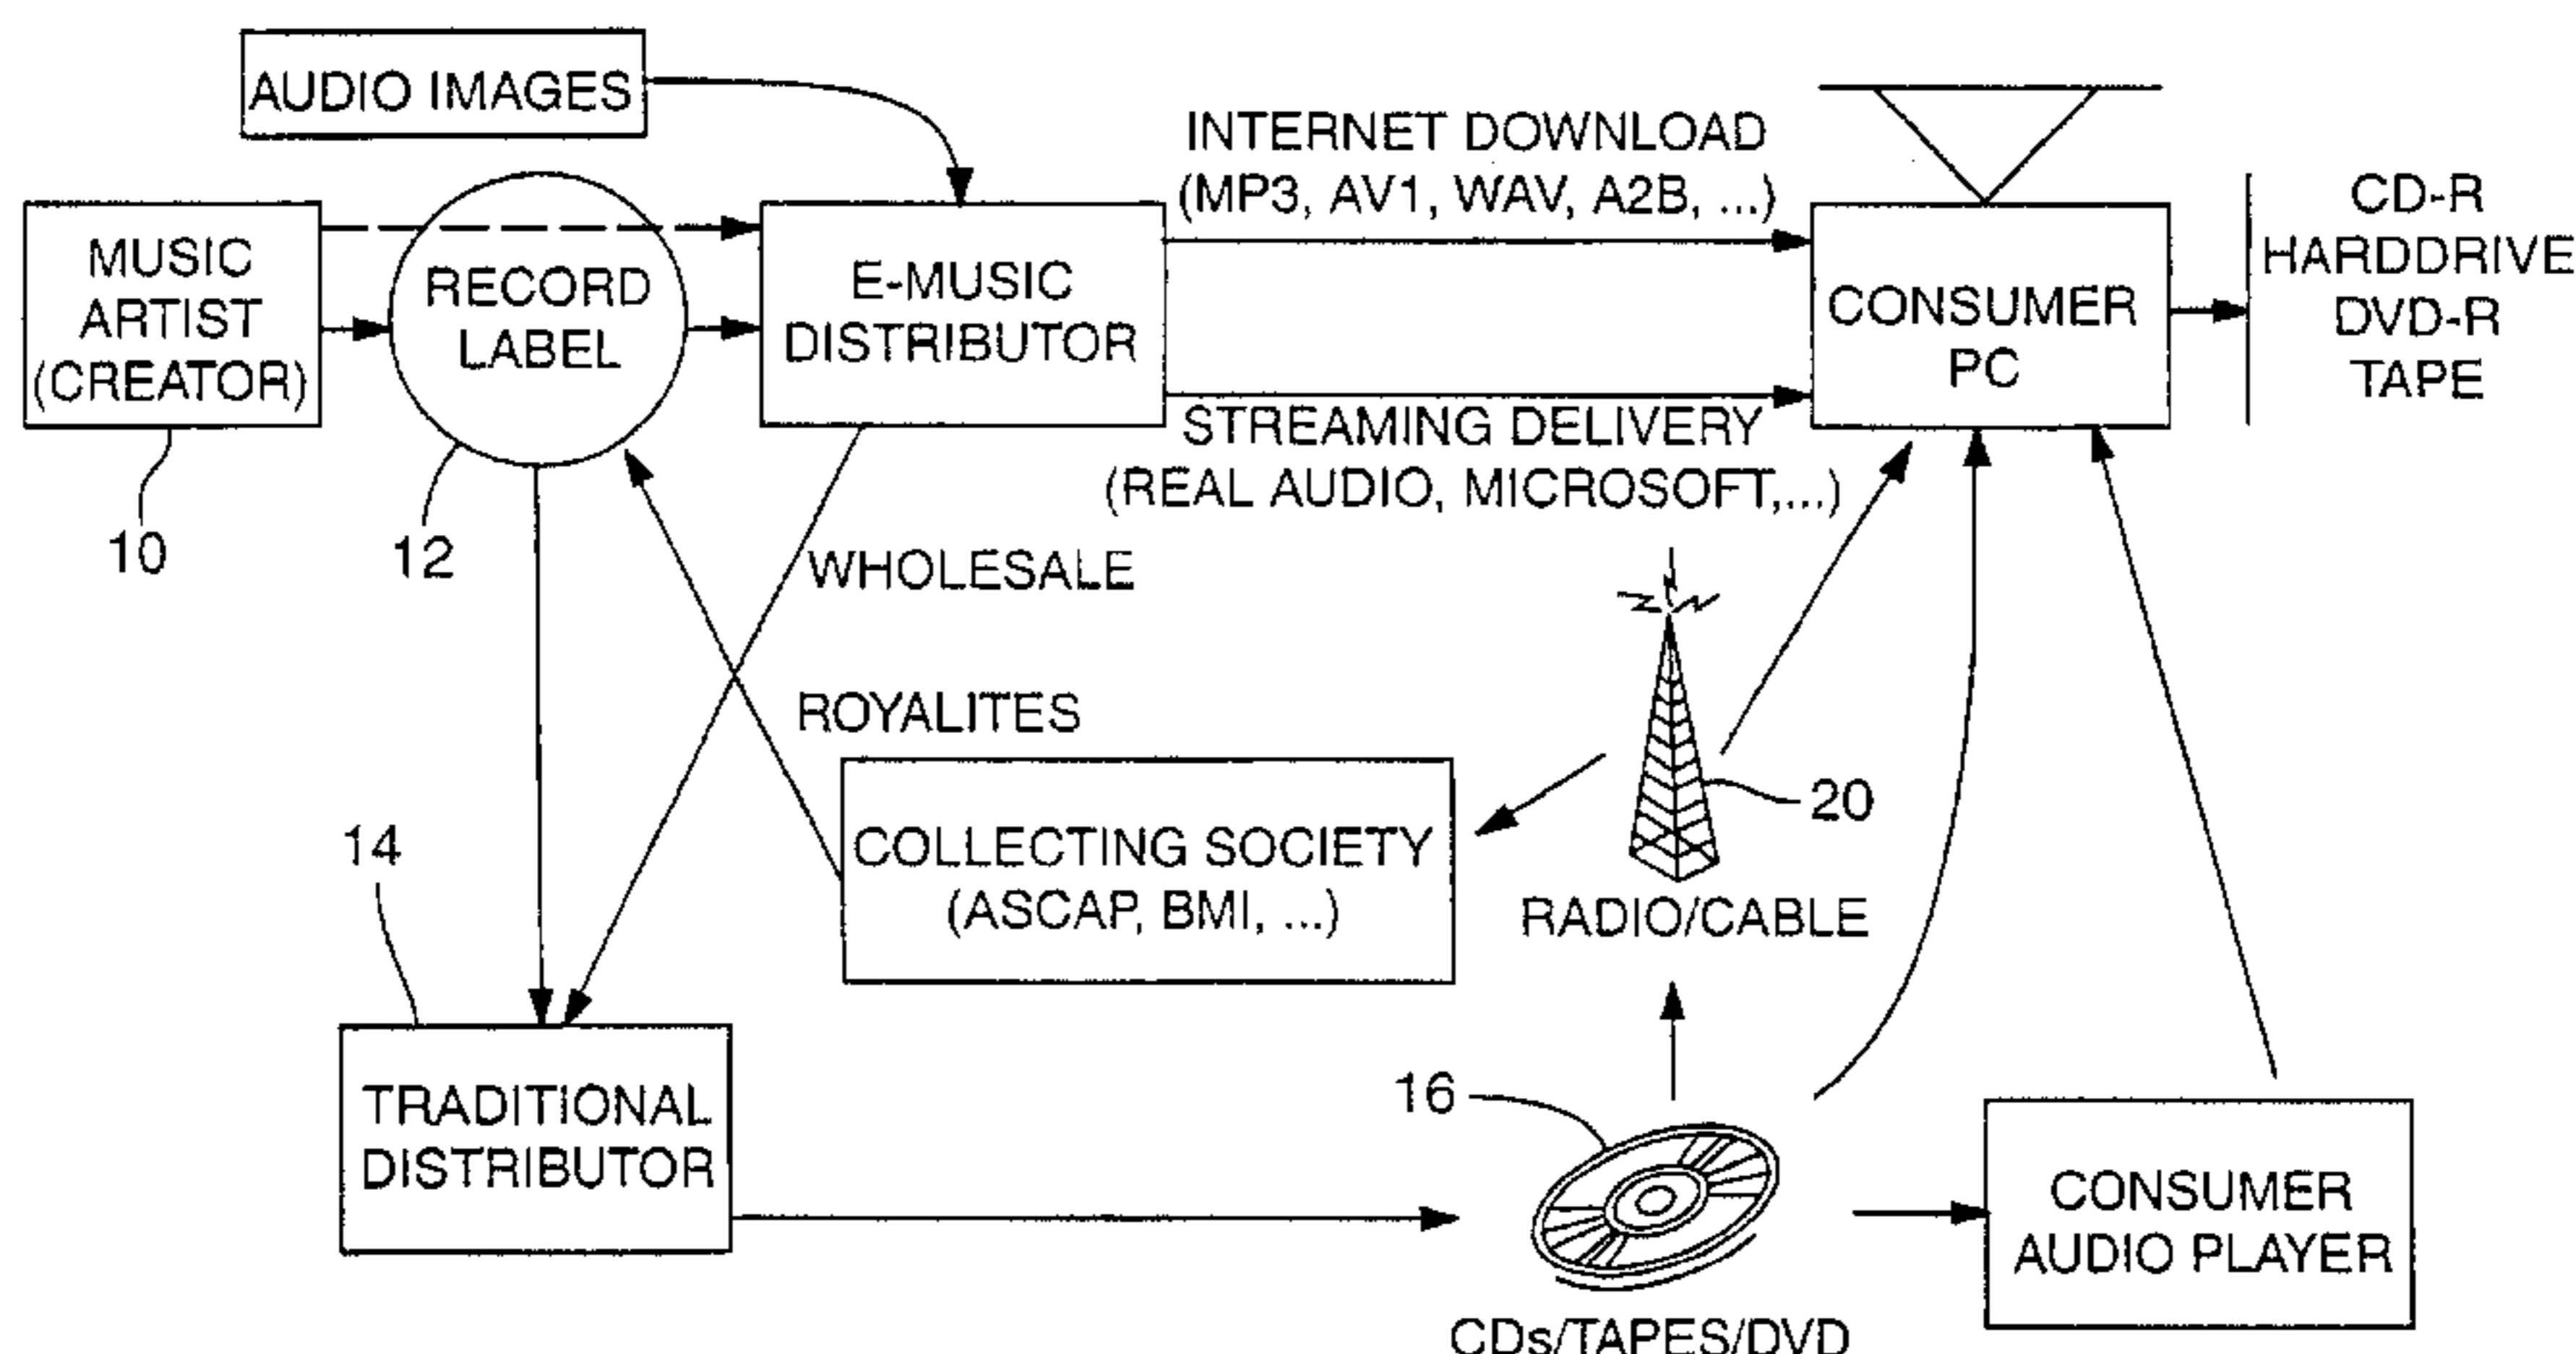 AUDIO IMAGES
INTERNET DOWNLOAD
(MP3, AV1, WAV, A2B, ...)
CD-R
HARDDRIVE
DVD-R
TAPE
MUSIC
ARTIST
(CREATOR)
RECORD
LABEL
E-MUSIC
DISTRIBUTOR
CONSUMER
PC
STREAMING DELIVERY
(REAL AUDIO, MICROSOFT,...)
10
12
WHOLESALE
ROYALITES
20
14
COLLECTING SOCIETY
(ASCAP, BMI, ...)
RADIO/CABLE
16
TRADITIONAL
DISTRIBUTOR
CONSUMER
AUDIO PLAYER
CDs/TAPES/DVD